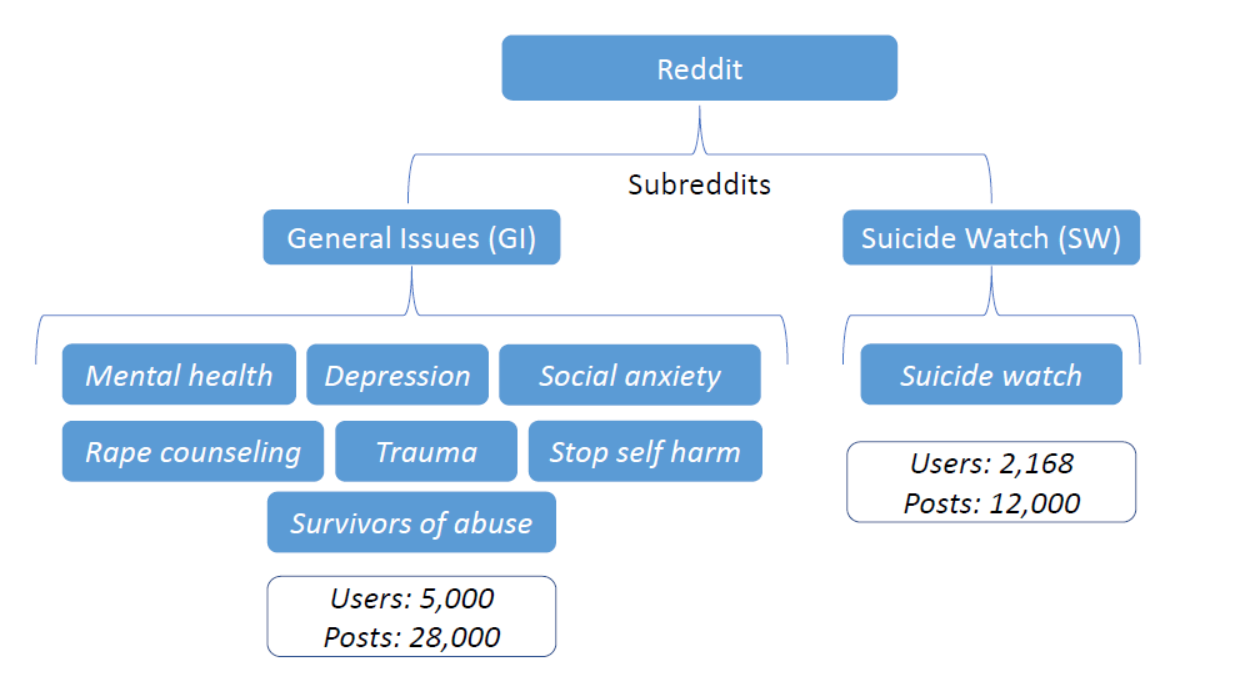 Reddit
Subreddits
General Issues (GI)
Suicide Watch (SW)
Mental health
Depression
Social anxiety
Suicide watch
Rape counseling
Trauma
Stop self harm
Users: 2,168
Posts: 12,000
Survivors of abuse
Users: 5,000
Posts: 28,000